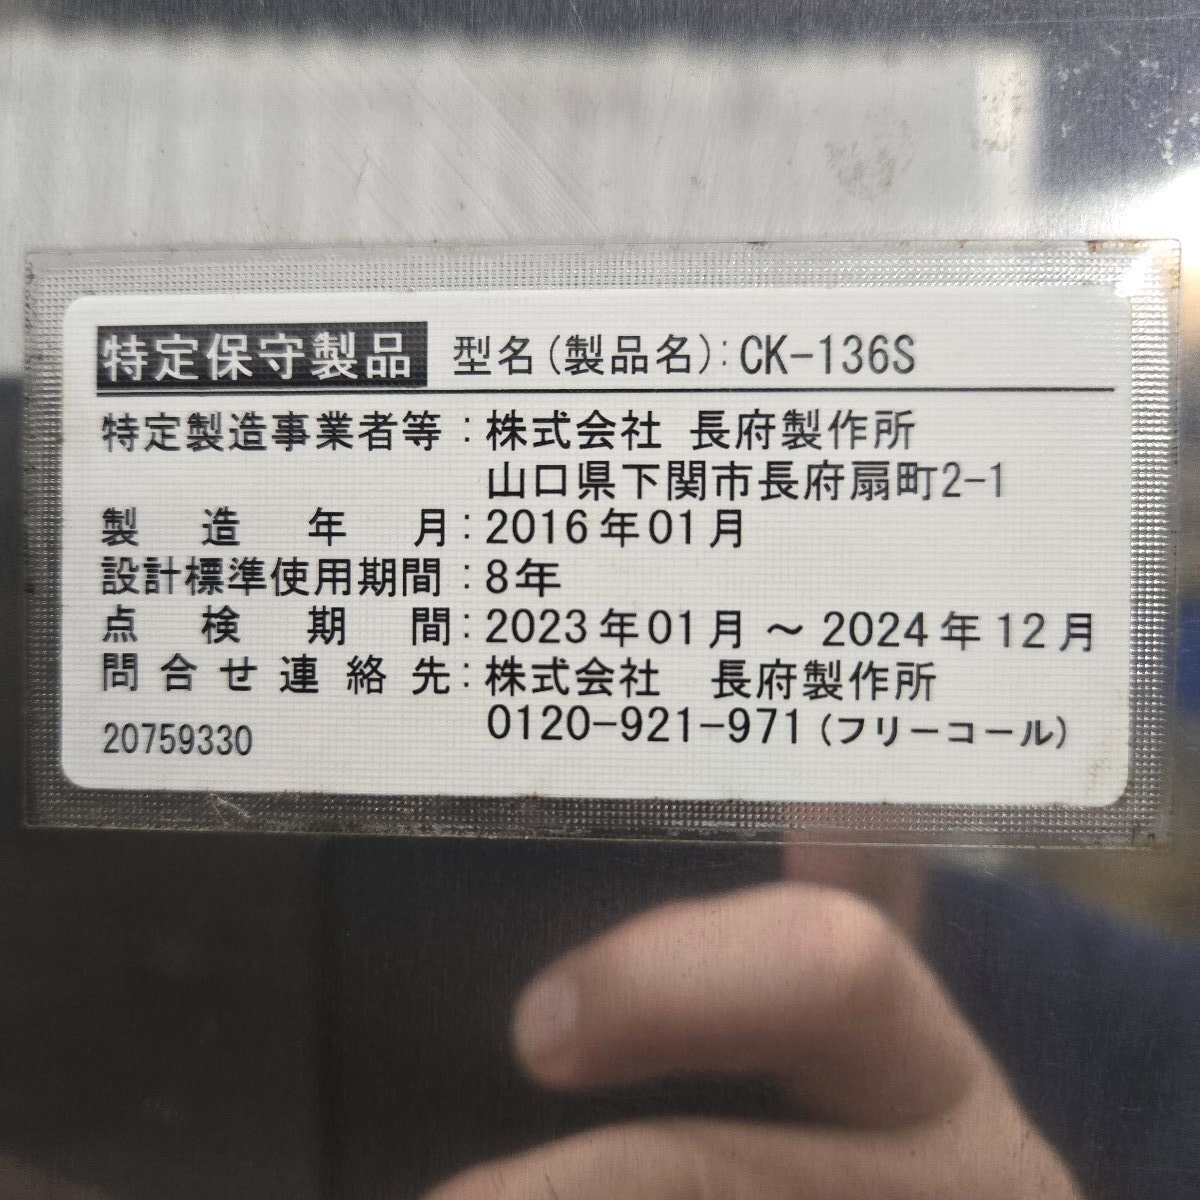 特定保守製品 型名(製品名):CK-136S
特定製造事業者等:株式会社 長府製作所
山口県下関市長府扇町2-1
製造年月:2016年01月
設計標準使用期間:8年
点検期間:2023年01月～2024年12月
問合せ連絡先:株式会社 長府製作所
0120-921-971(フリーコール)
20759330